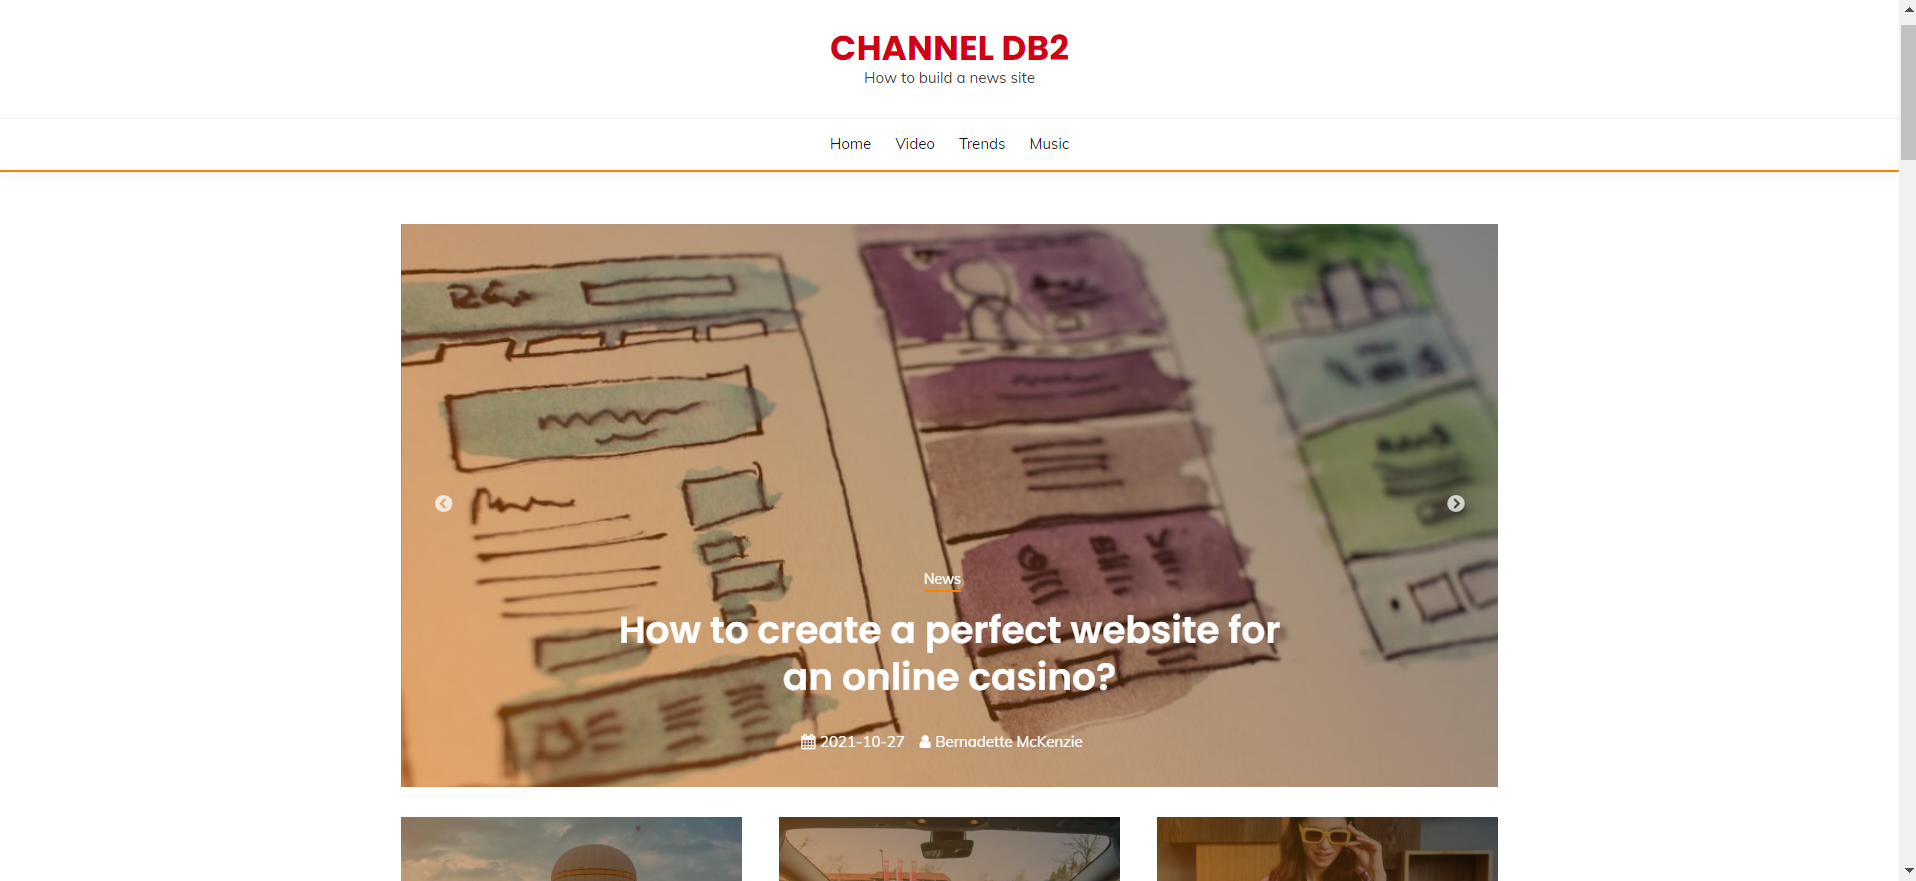 CHANNEL DB2
How to build a news site
Home Video Trends Music
News
How to create a perfect website for
an online casino?
2021-10-27 Bernadette McKenzie